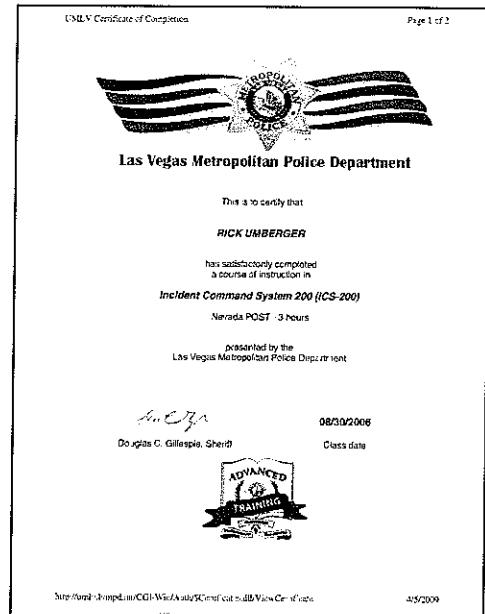 UMLV Certificate of Completion
Page 1 of 2
METROPOLITAN
POLICE
Las Vegas Metropolitan Police Department
This is to certify that
RICK UMBERGER
has satisfactorily completed
a course of instruction in
Incident Command System 200 (ICS-200)
Nevada POST - 3 hours
presented by the
Las Vegas Metropolitan Police Department
08/30/2006
Douglas C. Gillespie, Sheriff
Class date
ADVANCED
TRAINING
4/5/2009